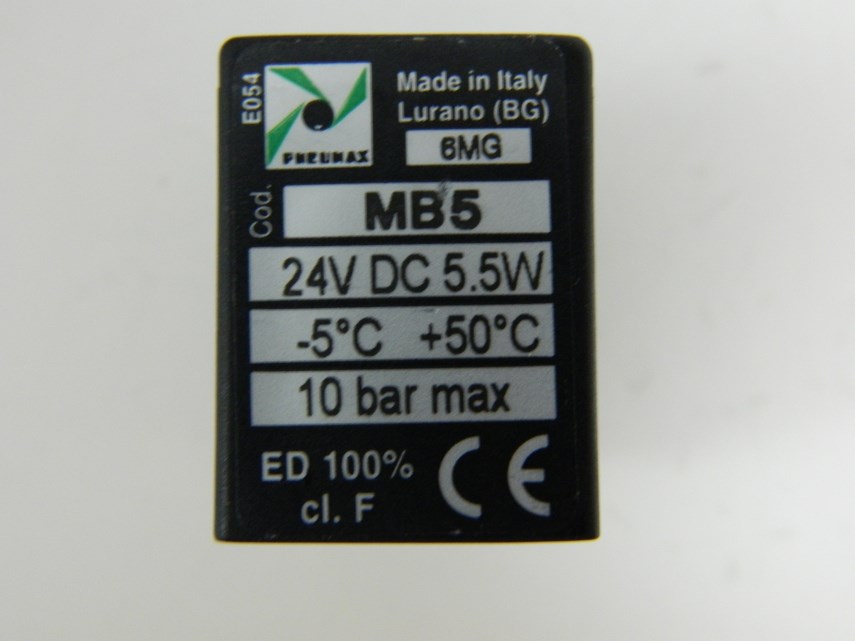 E054
PNEUMAX
Made in Italy
Lurano (BG)
6MG
Cod.
MB5
24V DC 5.5W
-5°C +50°C
10 bar max
ED 100%
cl. F
CE